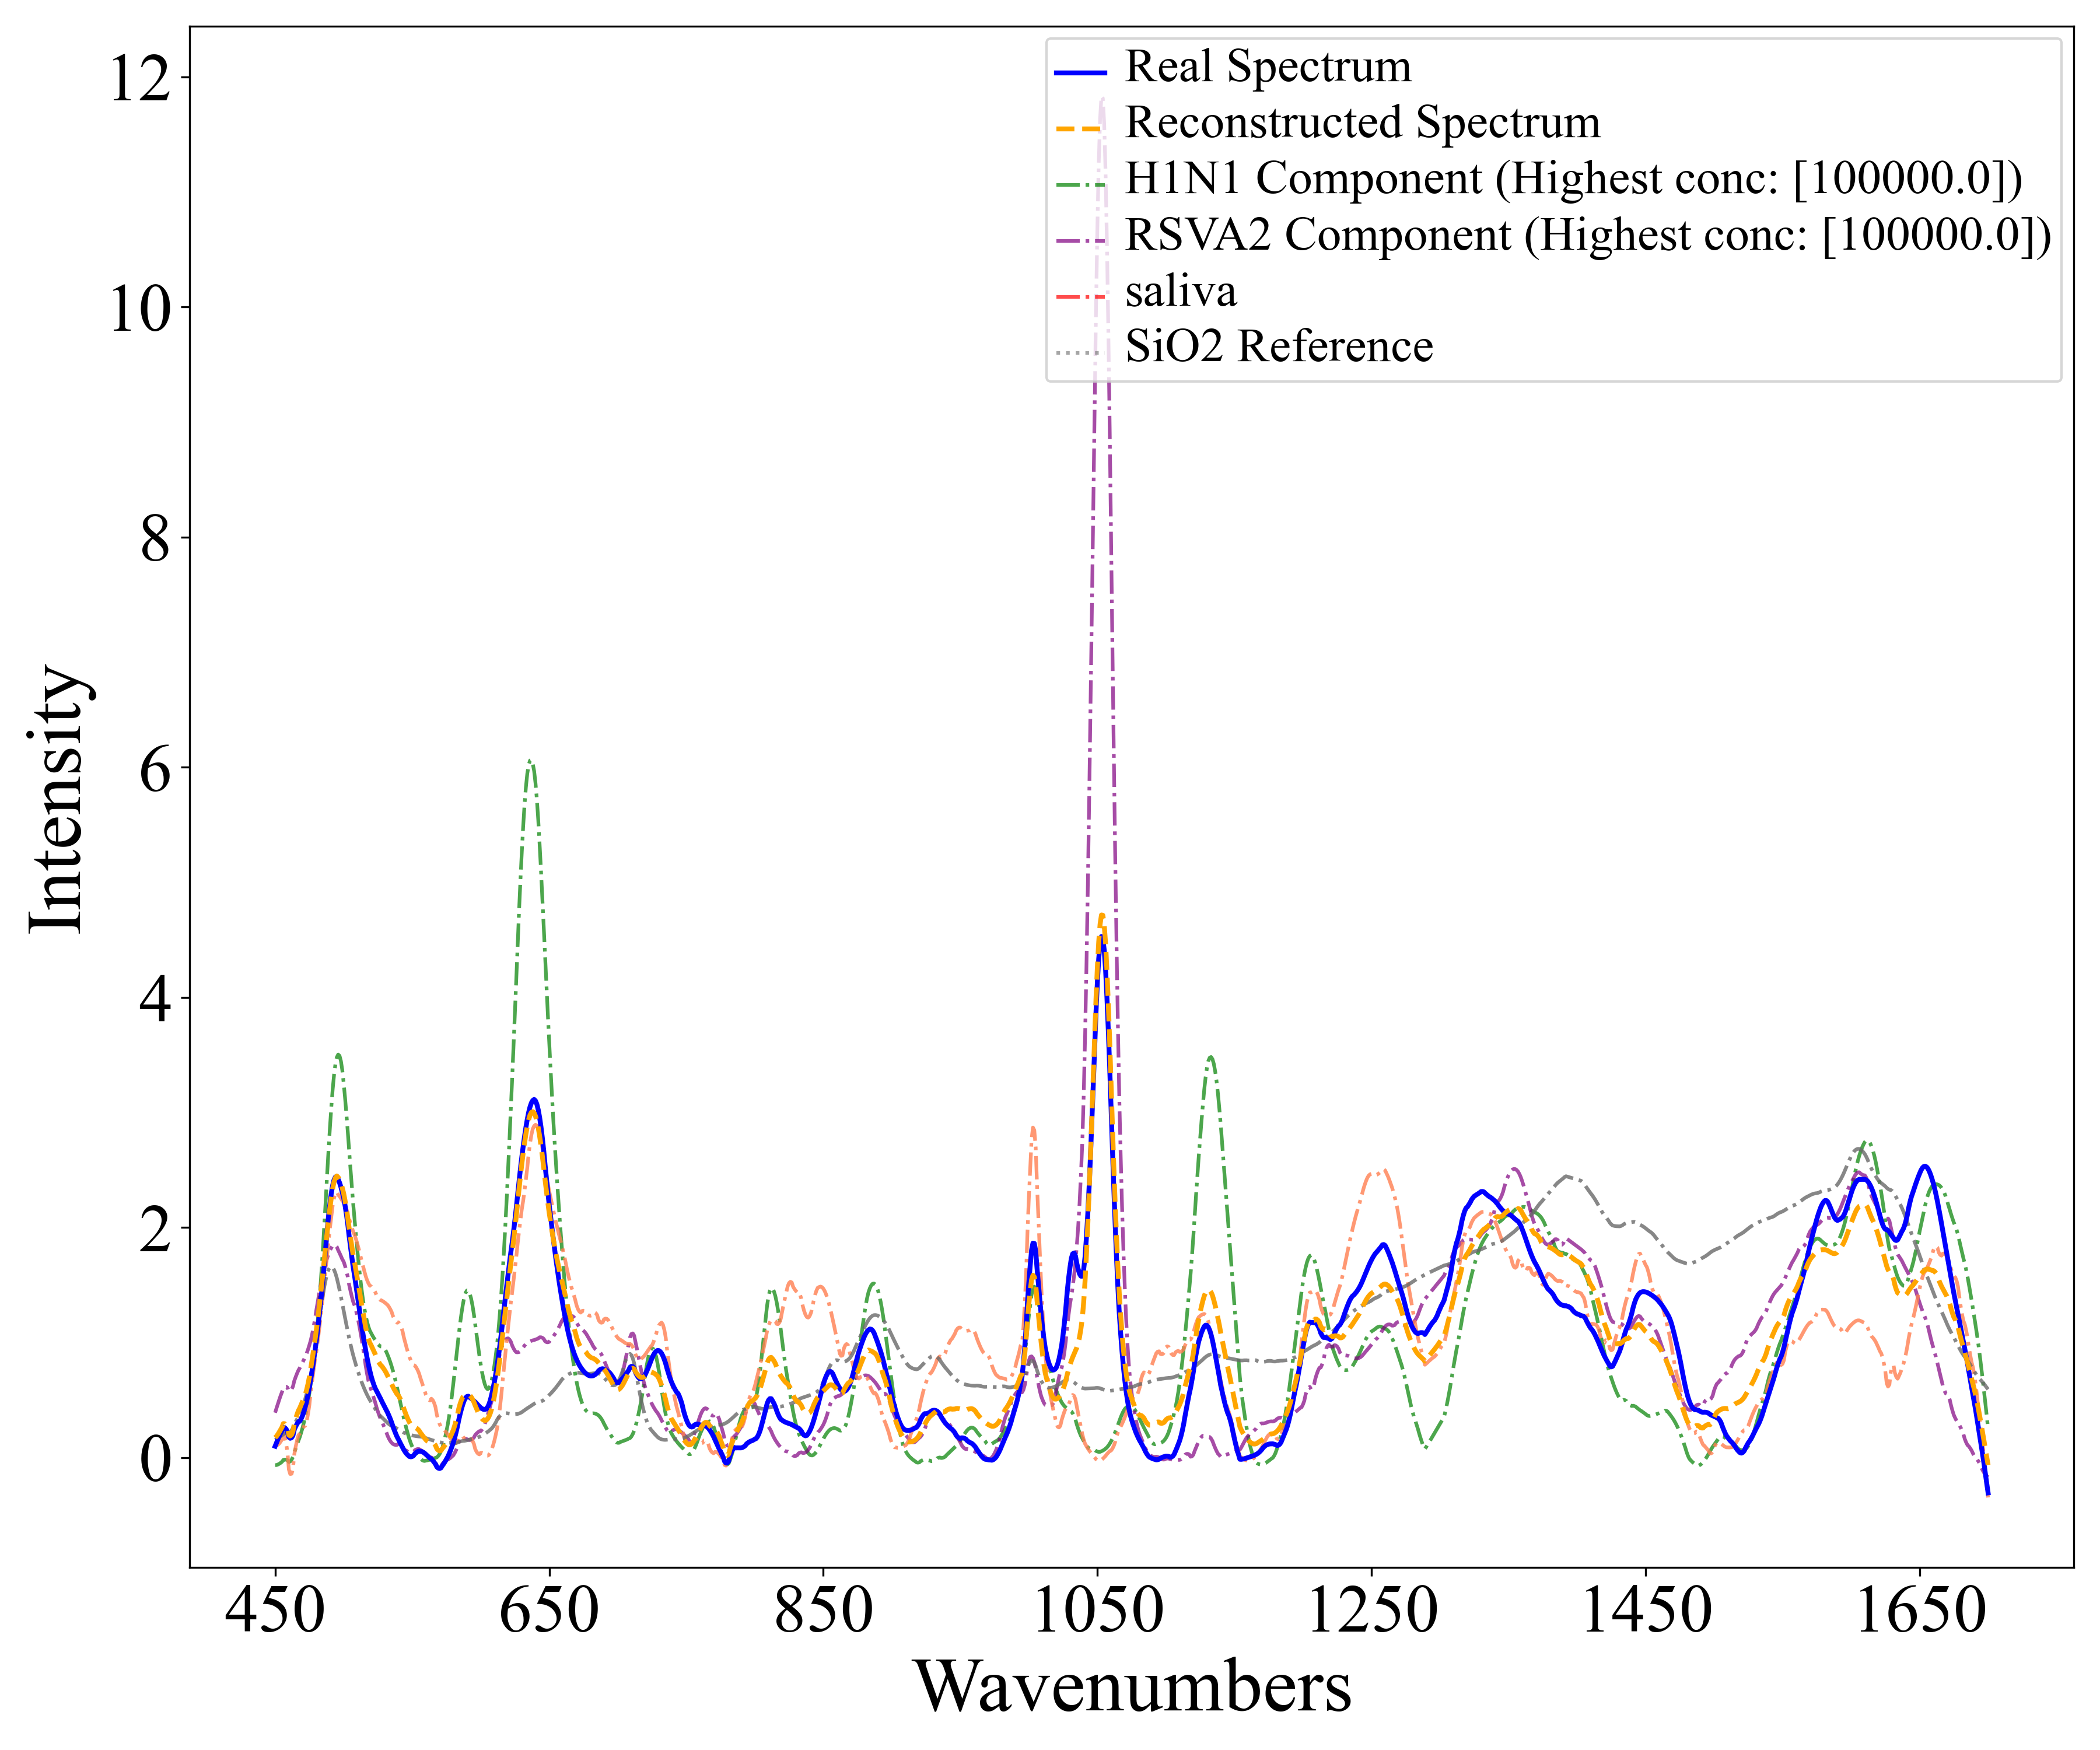 Real Spectrum
Reconstructed Spectrum
H1N1 Component (Highest conc: [100000.0])
RSVA2 Component (Highest conc: [100000.0])
saliva
SiO2 Reference
12
10
8
6
4
2
0
Intensity
450 650 850 1050 1250 1450 1650
Wavenumbers